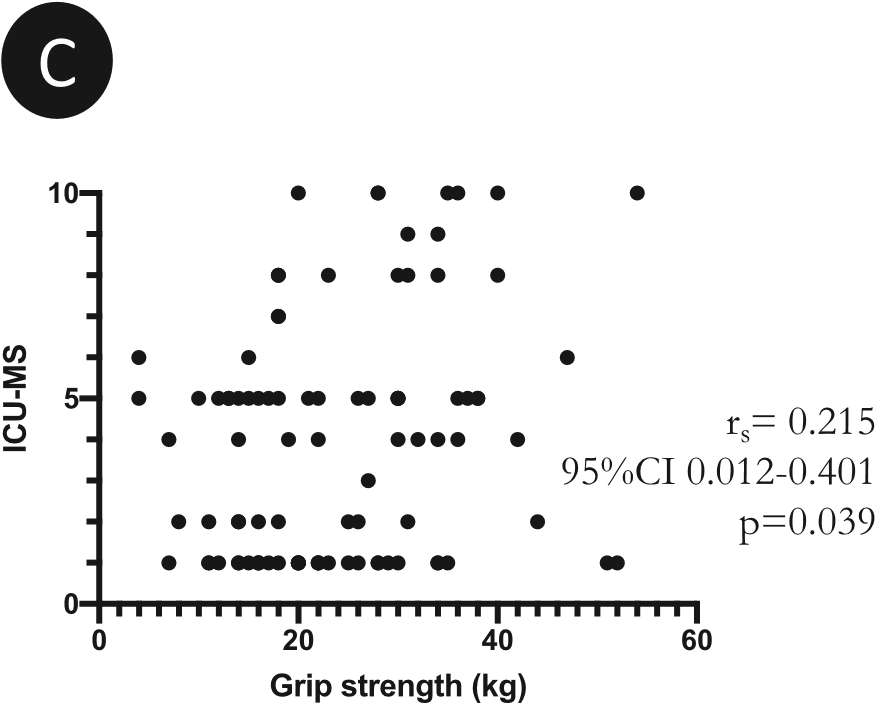 C
10
5
0
0 20 40 60
ICU-MS
Grip strength (kg)
rs= 0.215
95%CI 0.012-0.401
p=0.039